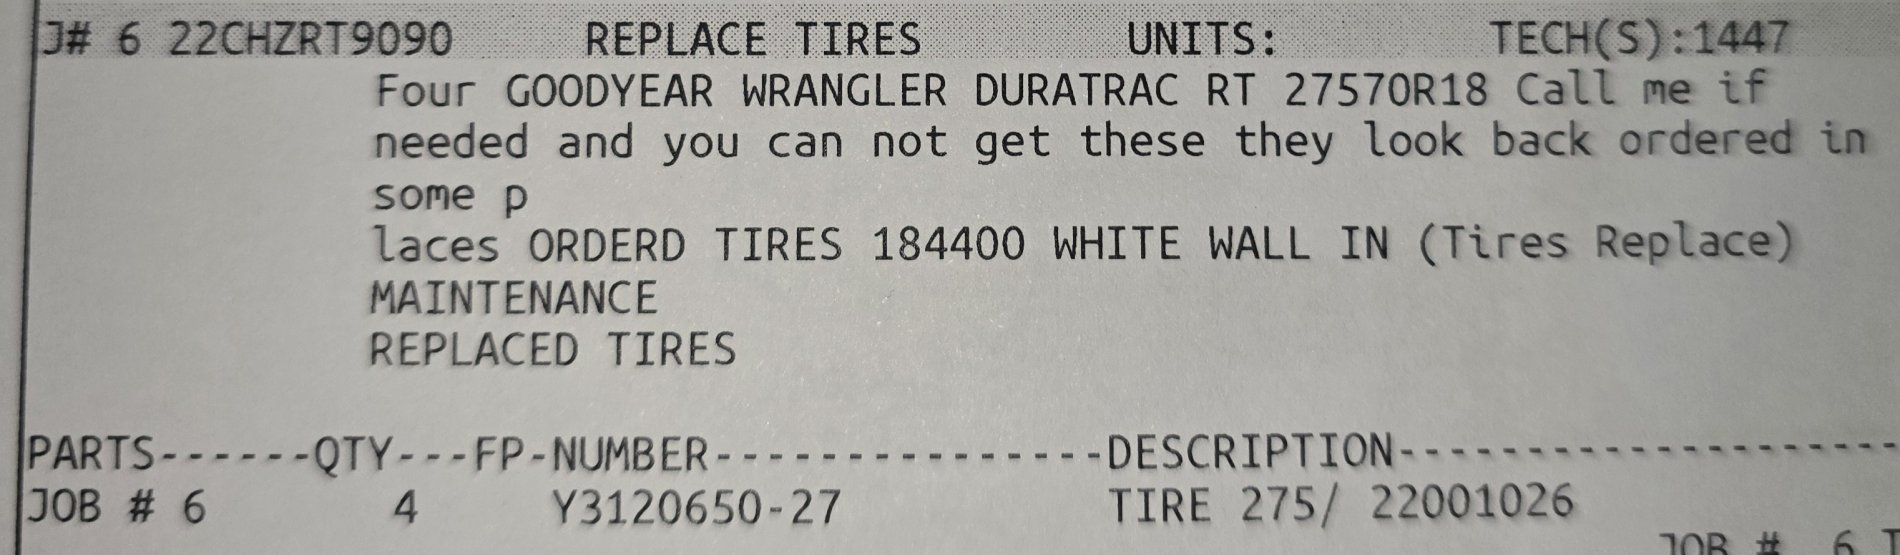 J# 6 22CHZRT9090 REPLACE TIRES UNITS: TECH(S):1447
Four GOODYEAR WRANGLER DURATRAC RT 27570R18 Call me if
needed and you can not get these they look back ordered in
some p
laces ORDERD TIRES 184400 WHITE WALL IN (Tires Replace)
MAINTENANCE
REPLACED TIRES
PARTS------QTY---FP-NUMBER---------------DESCRIPTION-------------------
JOB # 6 4 Y3120650-27 TIRE 275/ 22001026
JOB # 6